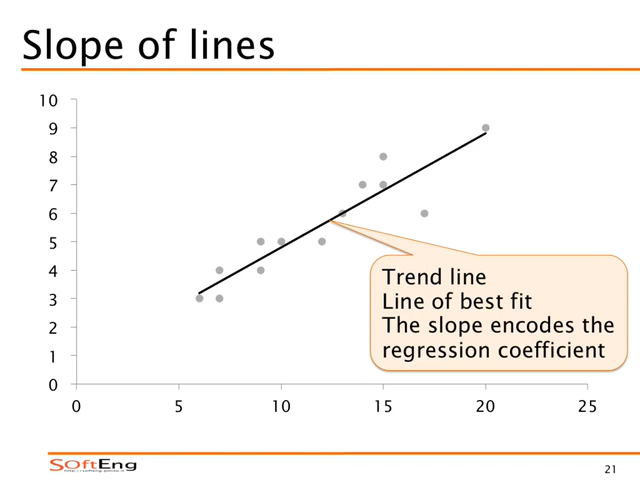 Slope of lines
10
9
8
7
6
5
4
3
2
1
0
0 5 10 15 20 25
Trend line
Line of best fit
The slope encodes the
regression coefficient
SOftEng
21